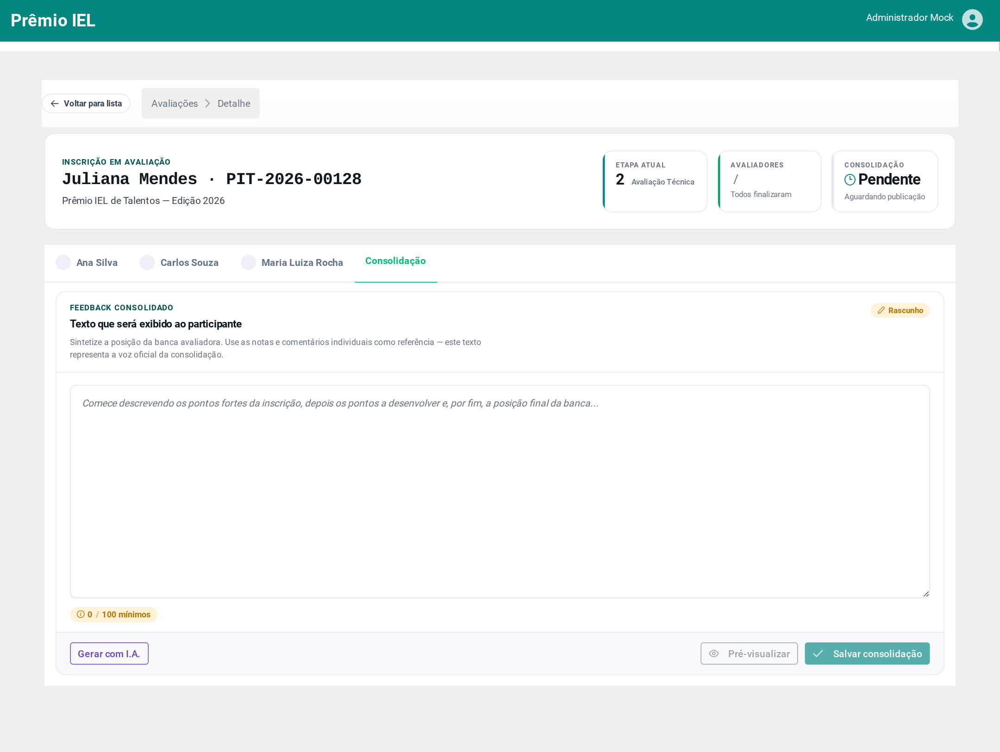 Prêmio IEL
Administrador Mock
Voltar para lista
Avaliações
Detalhe
INSCRIÇÃO EM AVALIAÇÃO
Juliana Mendes · PIT-2026-00128
Prêmio IEL de Talentos — Edição 2026
ETAPA ATUAL
2 Avaliação Técnica
AVALIADORES
/
Todos finalizaram
CONSOLIDAÇÃO
Pendente
Aguardando publicação
Ana Silva
Carlos Souza
Maria Luiza Rocha
Consolidação
FEEDBACK CONSOLIDADO
Rascunho
Texto que será exibido ao participante
Sintetize a posição da banca avaliadora. Use as notas e comentários individuais como referência — este texto
representa a voz oficial da consolidação.
Comece descrevendo os pontos fortes da inscrição, depois os pontos a desenvolver e, por fim, a posição final da banca...
0 / 100 mínimos
Gerar com I.A.
Pré-visualizar
Salvar consolidação